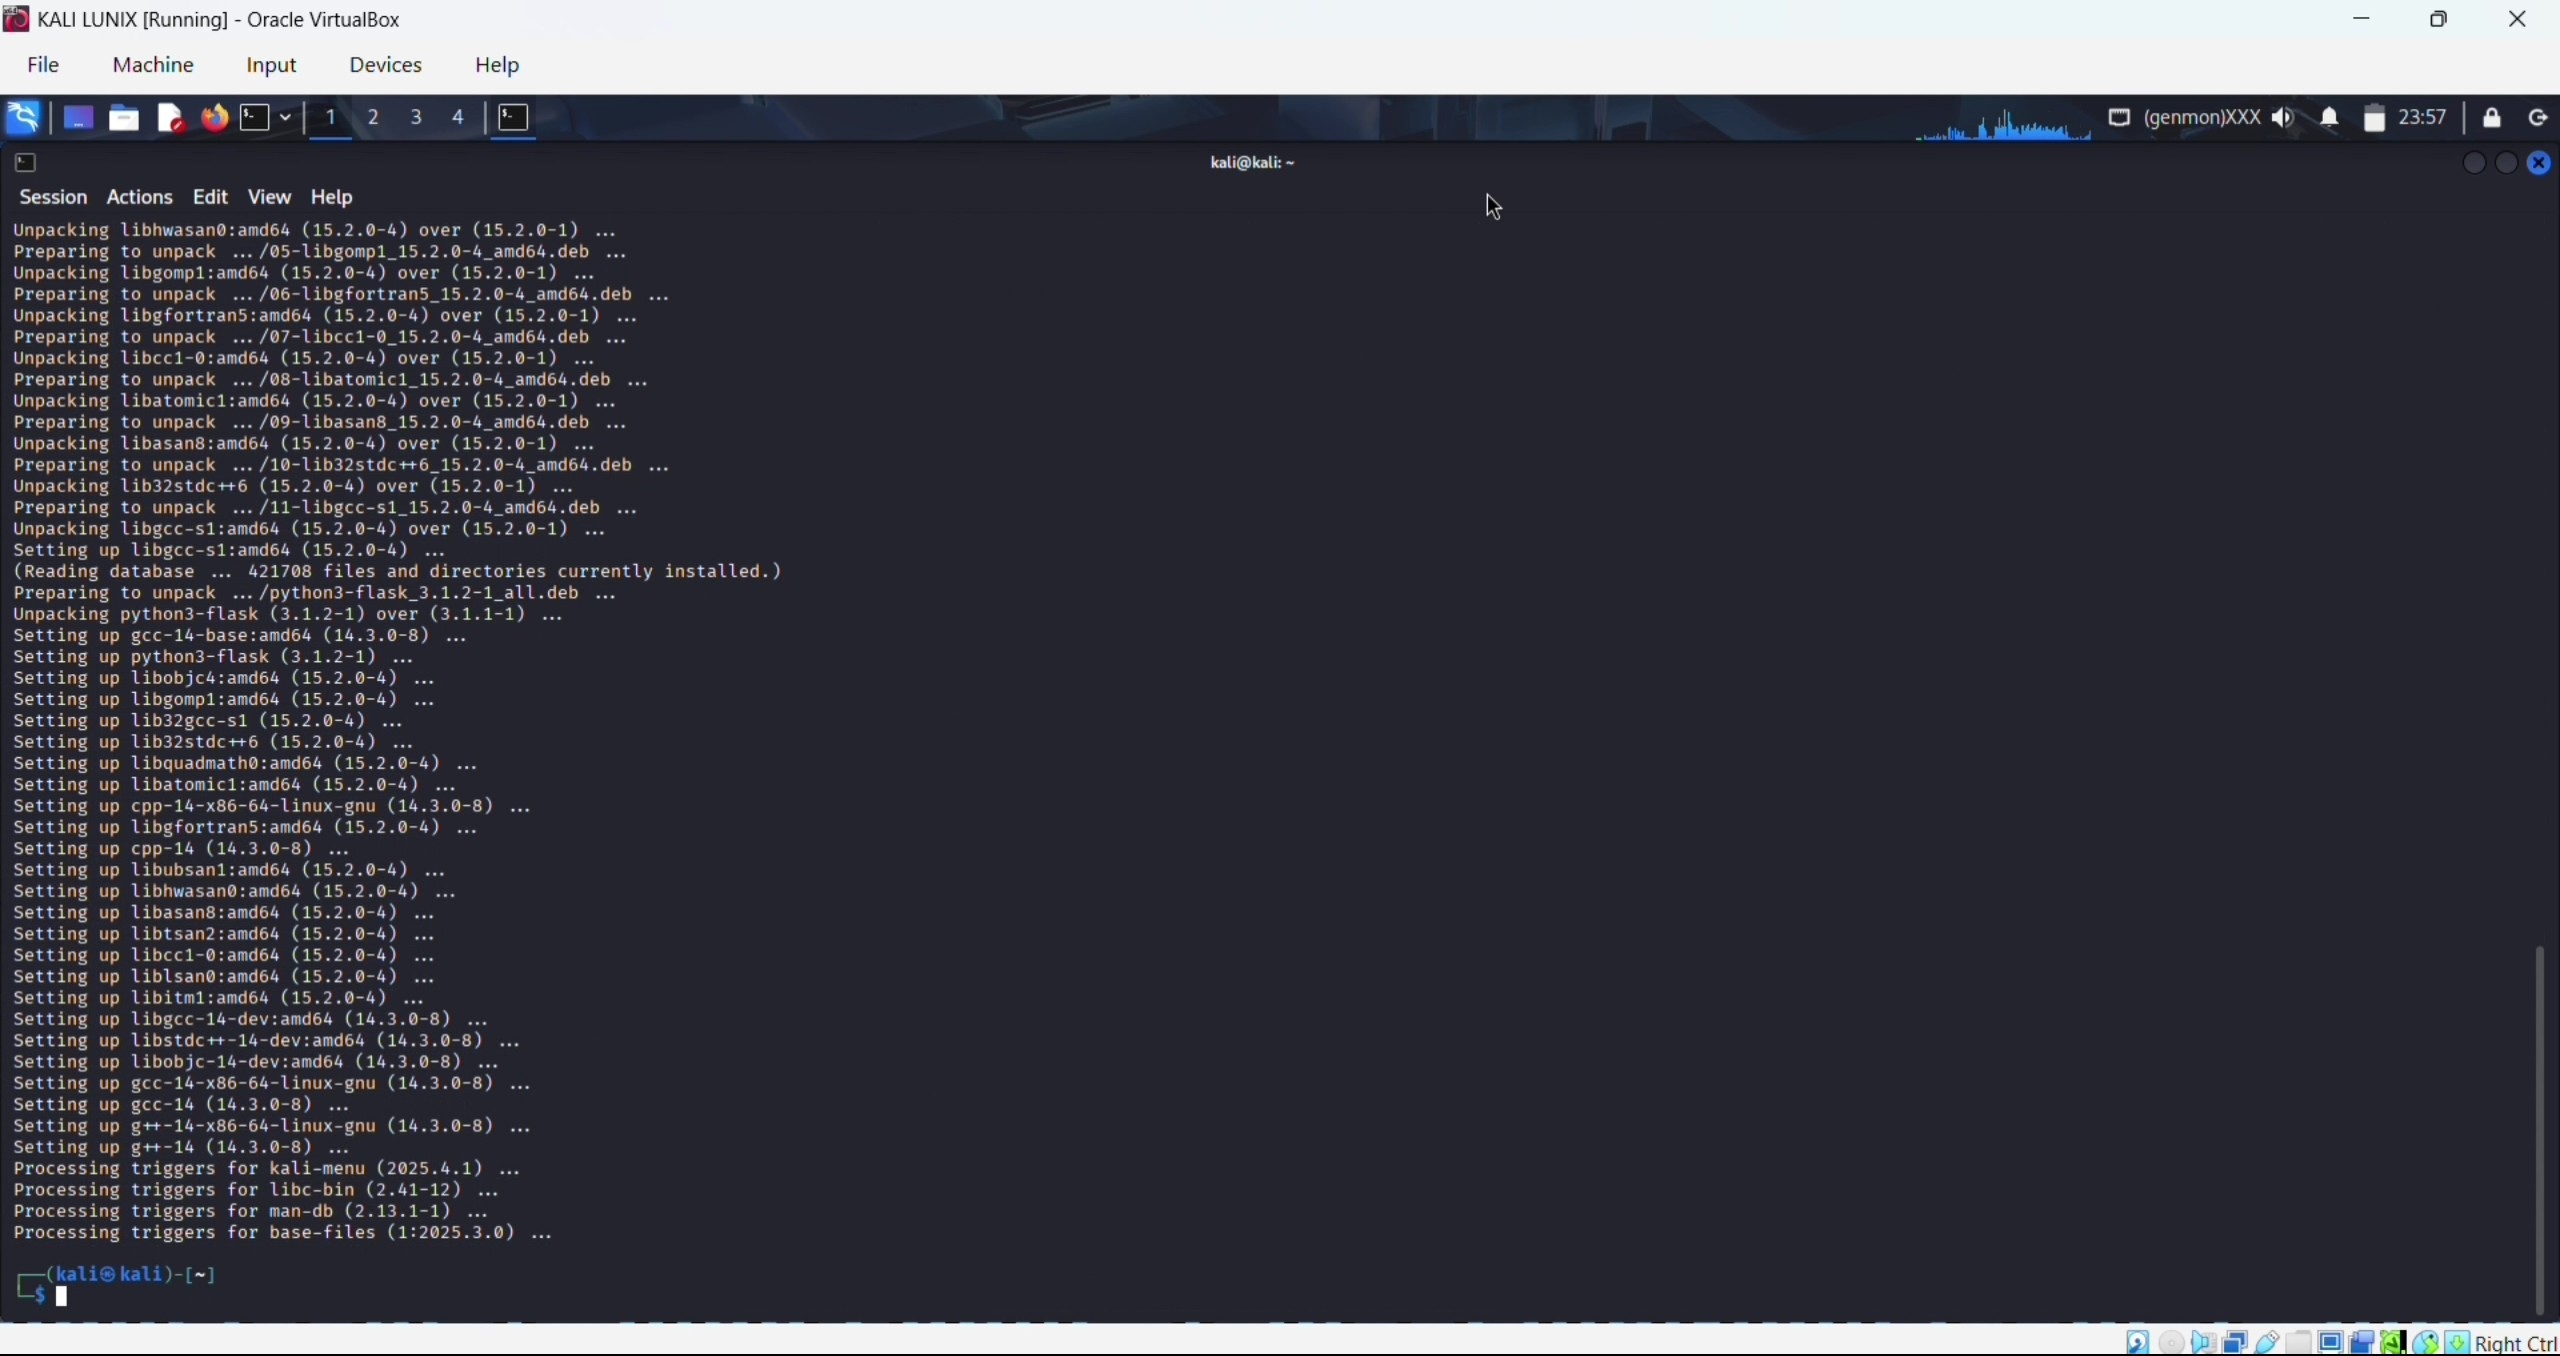 KALI LUNIX [Running] - Oracle VirtualBox
File Machine Input Devices Help
1 2 3 4 (genmon)XXX 23:57
kali@kali: ~
Session Actions Edit View Help
Unpacking libhwasan0:amd64 (15.2.0-4) over (15.2.0-1) ...
Preparing to unpack .../05-libgomp1_15.2.0-4_amd64.deb ...
Unpacking libgomp1:amd64 (15.2.0-4) over (15.2.0-1) ...
Preparing to unpack .../06-libgfortran5_15.2.0-4_amd64.deb ...
Unpacking libgfortran5:amd64 (15.2.0-4) over (15.2.0-1) ...
Preparing to unpack .../07-libcc1-0_15.2.0-4_amd64.deb ...
Unpacking libcc1-0:amd64 (15.2.0-4) over (15.2.0-1) ...
Preparing to unpack .../08-libatomic1_15.2.0-4_amd64.deb ...
Unpacking libatomic1:amd64 (15.2.0-4) over (15.2.0-1) ...
Preparing to unpack .../09-libasan8_15.2.0-4_amd64.deb ...
Unpacking libasan8:amd64 (15.2.0-4) over (15.2.0-1) ...
Preparing to unpack .../10-lib32stdc++6_15.2.0-4_amd64.deb ...
Unpacking lib32stdc++6 (15.2.0-4) over (15.2.0-1) ...
Preparing to unpack .../11-libgcc-s1_15.2.0-4_amd64.deb ...
Unpacking libgcc-s1:amd64 (15.2.0-4) over (15.2.0-1) ...
Setting up libgcc-s1:amd64 (15.2.0-4) ...
(Reading database ... 421708 files and directories currently installed.)
Preparing to unpack .../python3-flask_3.1.2-1_all.deb ...
Unpacking python3-flask (3.1.2-1) over (3.1.1-1) ...
Setting up gcc-14-base:amd64 (14.3.0-8) ...
Setting up python3-flask (3.1.2-1) ...
Setting up libobjc4:amd64 (15.2.0-4) ...
Setting up libgomp1:amd64 (15.2.0-4) ...
Setting up lib32gcc-s1 (15.2.0-4) ...
Setting up lib32stdc++6 (15.2.0-4) ...
Setting up libquadmath0:amd64 (15.2.0-4) ...
Setting up libatomic1:amd64 (15.2.0-4) ...
Setting up cpp-14-x86-64-linux-gnu (14.3.0-8) ...
Setting up libgfortran5:amd64 (15.2.0-4) ...
Setting up cpp-14 (14.3.0-8) ...
Setting up libubsan1:amd64 (15.2.0-4) ...
Setting up libhwasan0:amd64 (15.2.0-4) ...
Setting up libasan8:amd64 (15.2.0-4) ...
Setting up libtsan2:amd64 (15.2.0-4) ...
Setting up libcc1-0:amd64 (15.2.0-4) ...
Setting up liblsan0:amd64 (15.2.0-4) ...
Setting up libitm1:amd64 (15.2.0-4) ...
Setting up libgcc-14-dev:amd64 (14.3.0-8) ...
Setting up libstdc++-14-dev:amd64 (14.3.0-8) ...
Setting up libobjc-14-dev:amd64 (14.3.0-8) ...
Setting up gcc-14-x86-64-linux-gnu (14.3.0-8) ...
Setting up gcc-14 (14.3.0-8) ...
Setting up g++-14-x86-64-linux-gnu (14.3.0-8) ...
Setting up g++-14 (14.3.0-8) ...
Processing triggers for kali-menu (2025.4.1) ...
Processing triggers for libc-bin (2.41-12) ...
Processing triggers for man-db (2.13.1-1) ...
Processing triggers for base-files (1:2025.3.0) ...
┌──(kali㉿kali)-[~]
└─$
Right Ctrl